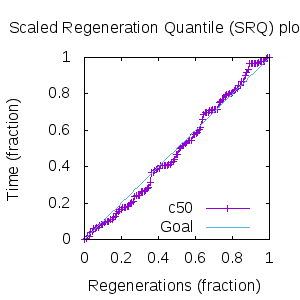 Scaled Regeneration Quantile (SRQ) plo
1
0.8
0.6
0.4
0.2
0
Time (fraction)
c50
Goal
0 0.2 0.4 0.6 0.8 1
Regenerations (fraction)